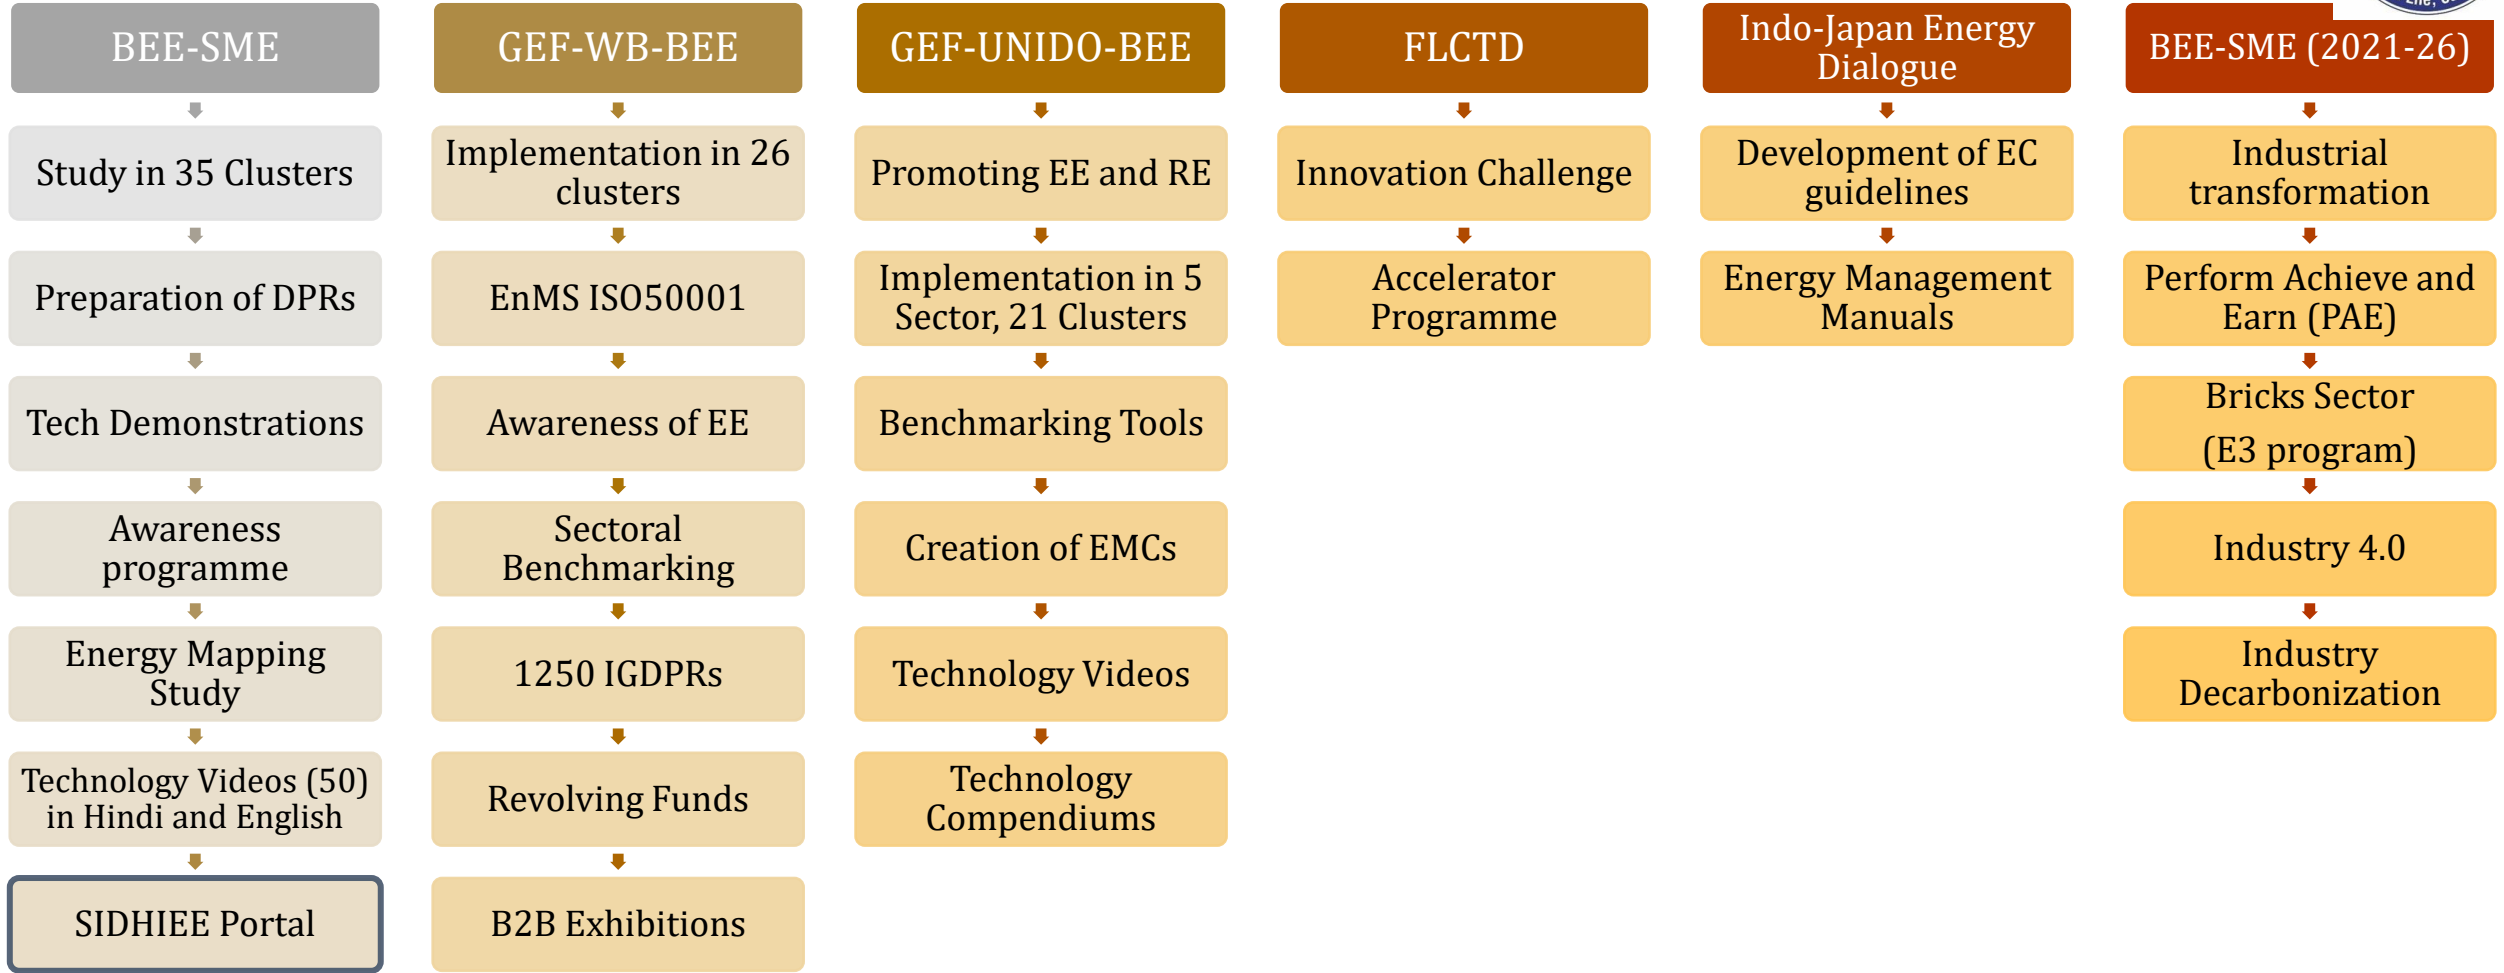 BEE-SME
Study in 35 Clusters
Preparation of DPRs
Tech Demonstrations
Awareness
programme
Energy Mapping
Study
Technology Videos (50)
in Hindi and English
SIDHIEE Portal
GEF-WB-BEE
Implementation in 26
clusters
EnMS ISO50001
Awareness of EE
Sectoral
Benchmarking
1250 IGDPRs
Revolving Funds
B2B Exhibitions
GEF-UNIDO-BEE
Promoting EE and RE
Implementation in 5
Sector, 21 Clusters
Benchmarking Tools
Creation of EMCs
Technology Videos
Technology
Compendiums
FLCTD
Innovation Challenge
Accelerator
Programme
Indo-Japan Energy
Dialogue
Development of EC
guidelines
Energy Management
Manuals
BEE-SME (2021-26)
Industrial
transformation
Perform Achieve and
Earn (PAE)
Bricks Sector
(E3 program)
Industry 4.0
Industry
Decarbonization